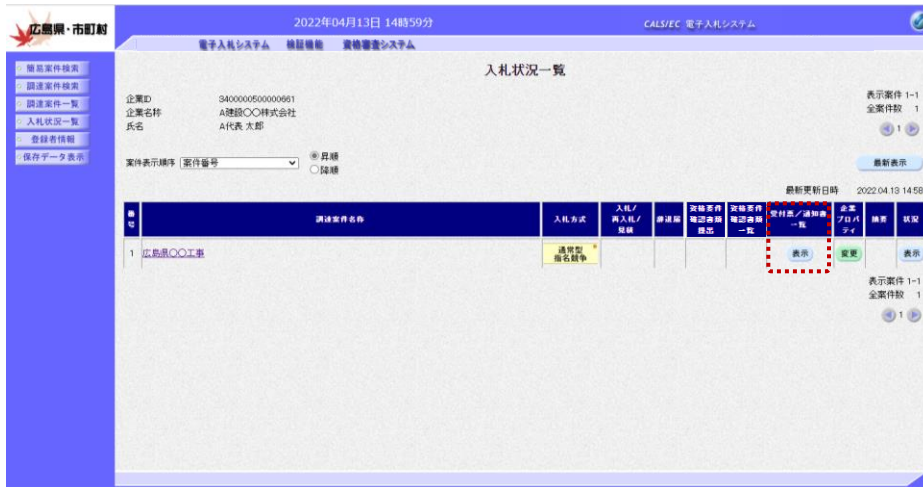 広島県・市町村
2022年04月13日 14時59分
CALS/EC 電子入札システム
電子入札システム 検証機能 資格審査システム
簡易案件検索
調達案件検索
調達案件一覧
入札状況一覧
登録者情報
保存データ表示
入札状況一覧
企業ID 3400000500000661
企業名称 A建設〇〇株式会社
氏名 A代表 太郎
表示案件 1-1
全案件数 1
1
案件表示順序 案件番号
昇順
降順
最新表示
最新更新日時 2022.04.13 14:58
番号 調達案件名称 入札方式 入札/再入札/見積 辞退届 資格要件確認書類提出 資格要件確認書類一覧 受付票/通知書一覧 企業プロパティ 摘要 状況
1 広島県〇〇工事 通常型指名競争 表示 変更 表示
表示案件 1-1
全案件数 1
1